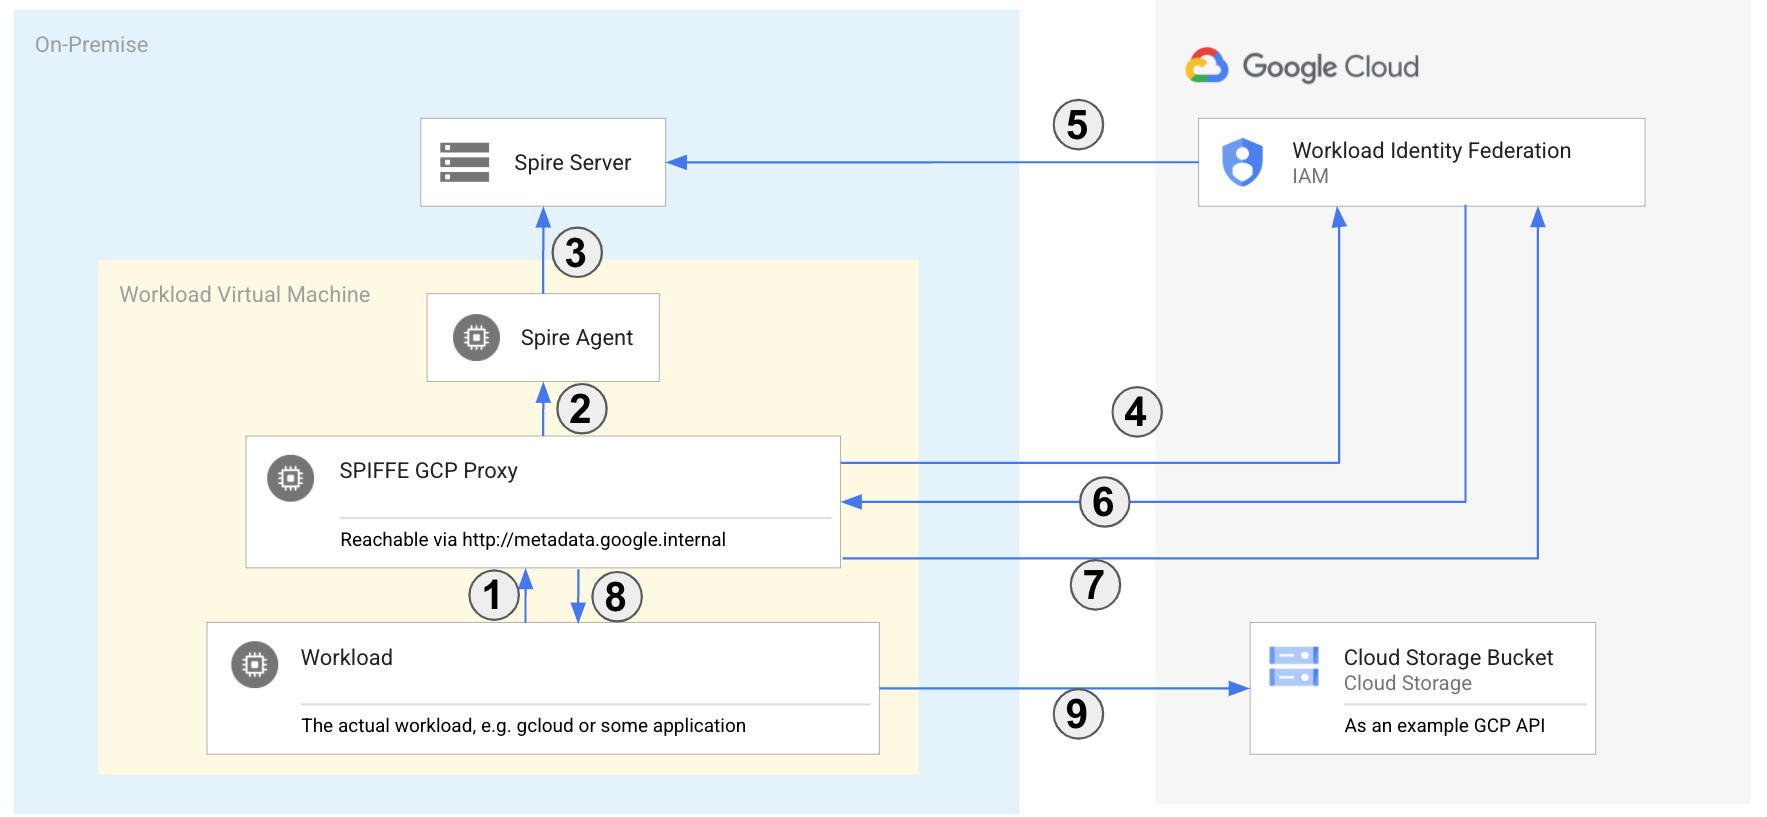 On-Premise
Google Cloud
5
Spire Server
Workload Identity Federation
IAM
3
Workload Virtual Machine
Spire Agent
2
4
SPIFFE GCP Proxy
6
Reachable via http://metadata.google.internal
7
1
8
Workload
The actual workload, e.g. gcloud or some application
9
Cloud Storage Bucket
Cloud Storage
As an example GCP API